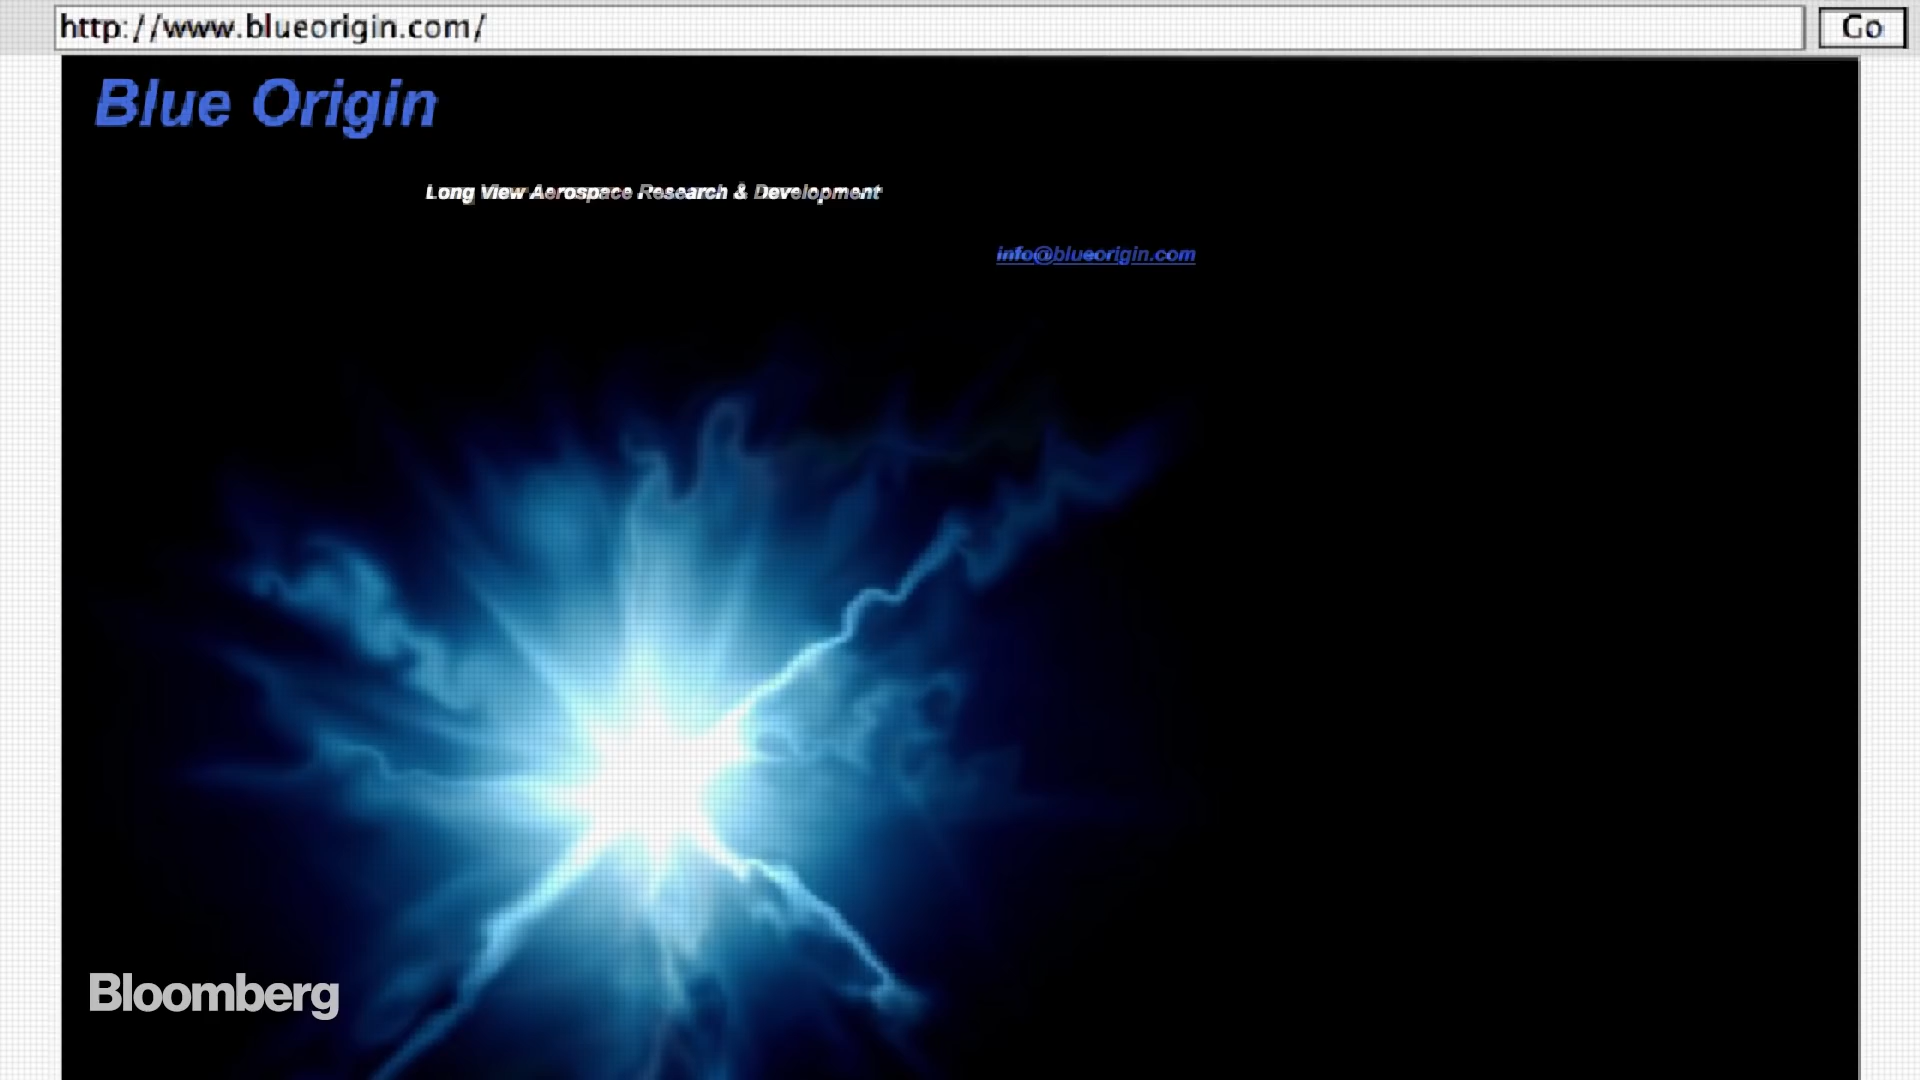 http://www.blueorigin.com/
Go
Blue Origin
Long View Aerospace Research & Development
info@blueorigin.com
Bloomberg